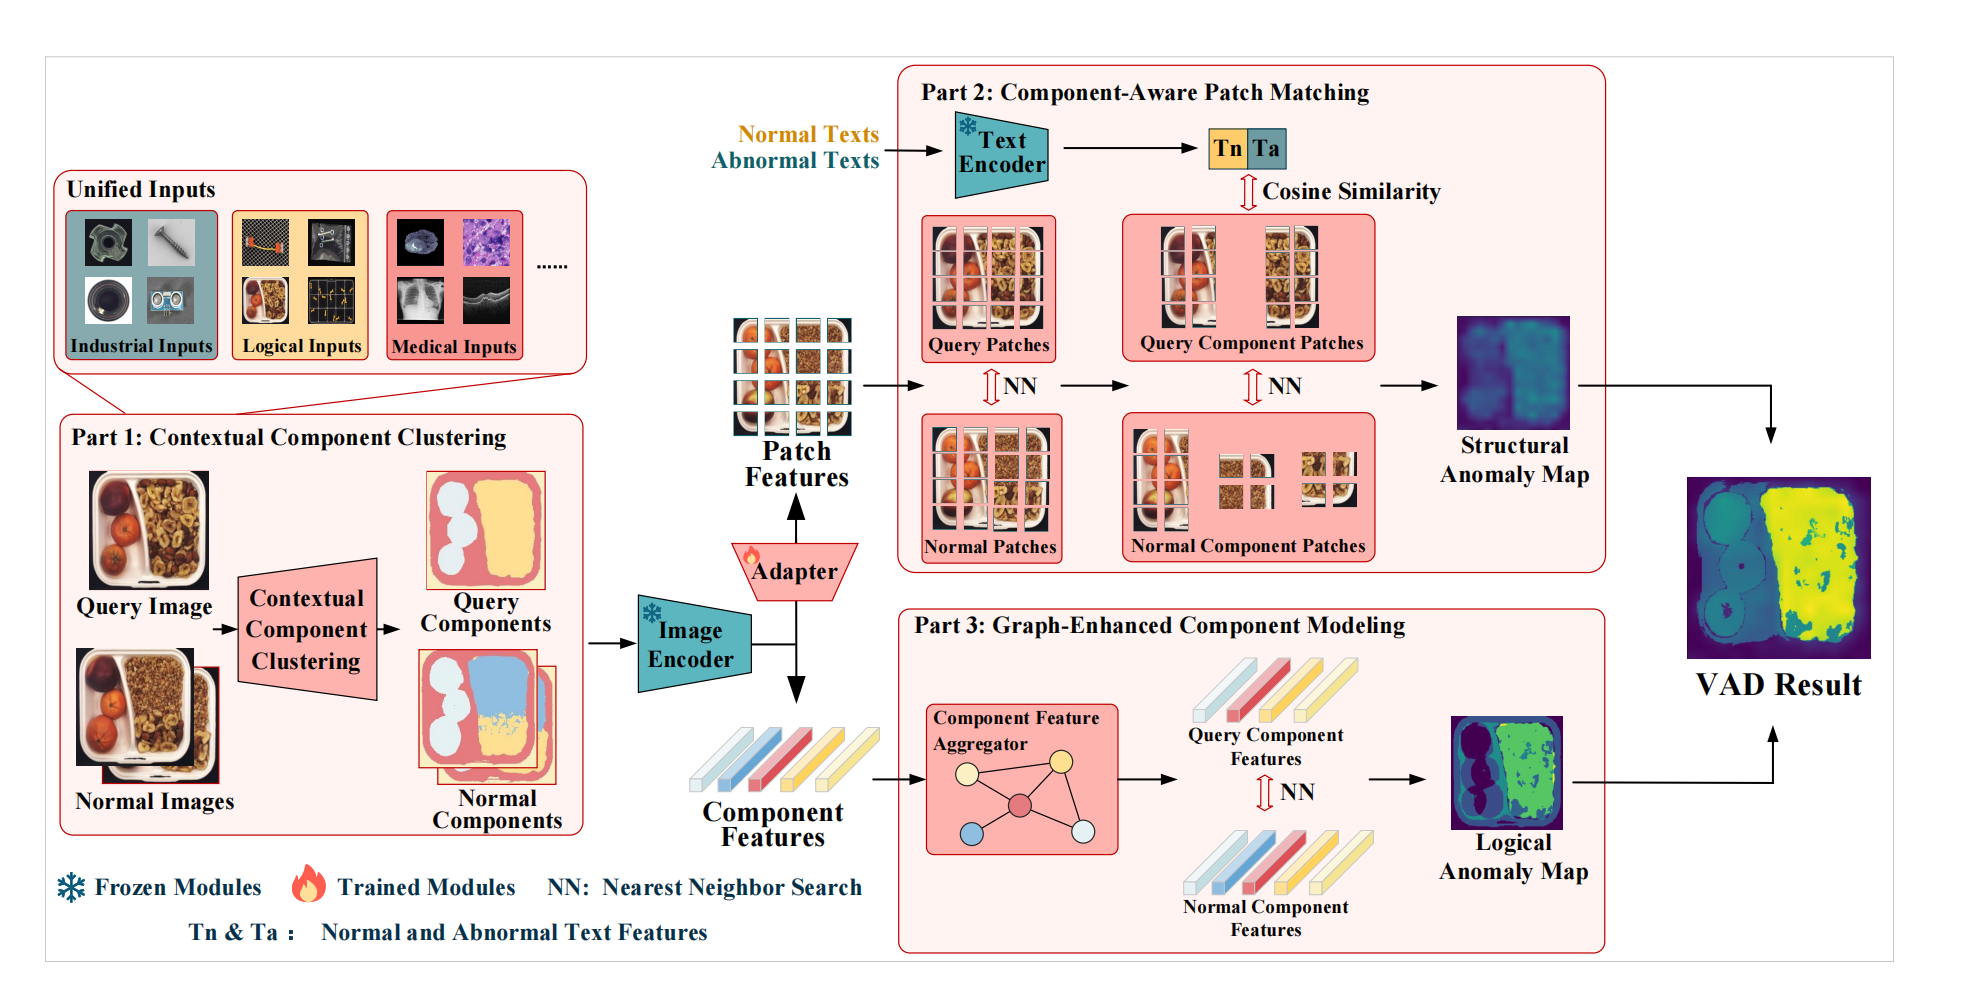 Unified Inputs
Industrial Inputs
Logical Inputs
Medical Inputs
......
Part 1: Contextual Component Clustering
Query Image
Normal Images
Contextual
Component
Clustering
Query
Components
Normal
Components
Image
Encoder
Adapter
Patch
Features
Component
Features
Normal Texts
Abnormal Texts
Part 2: Component-Aware Patch Matching
Text
Encoder
Tn Ta
Cosine Similarity
Query Patches
NN
Normal Patches
Query Component Patches
NN
Normal Component Patches
Structural
Anomaly Map
Part 3: Graph-Enhanced Component Modeling
Component Feature
Aggregator
Query Component
Features
NN
Normal Component
Features
Logical
Anomaly Map
VAD Result
Frozen Modules
Trained Modules
NN: Nearest Neighbor Search
Tn & Ta : Normal and Abnormal Text Features